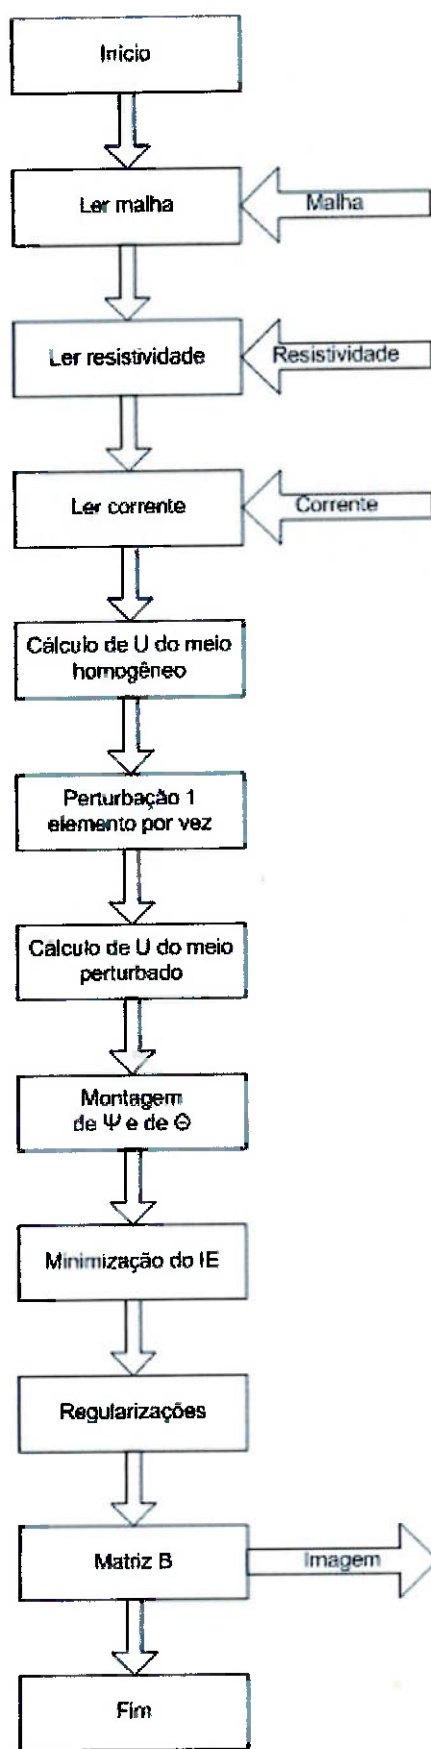 Início
Ler malha
Malha
Ler resistividade
Resistividade
Ler corrente
Corrente
Cálculo de U do meio
homogêneo
Perturbação 1
elemento por vez
Cálculo de U do meio
perturbado
Montagem
de Ψ e de Θ
Minimização do IE
Regularizações
Matriz B
Imagem
Fim